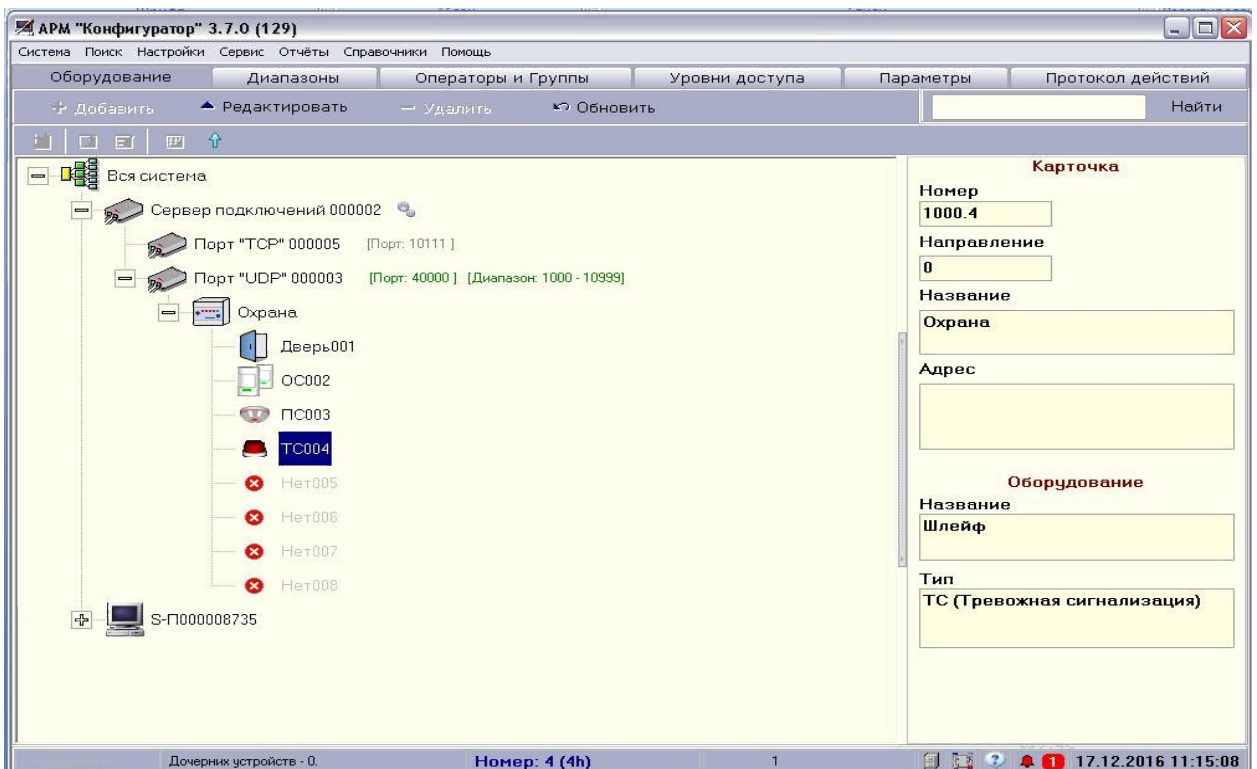 АРМ "Конфигуратор" 3.7.0 (129)
Система Поиск Настройки Сервис Отчёты Справочники Помощь
Оборудование Диапазоны Операторы и Группы Уровни доступа Параметры Протокол действий
Добавить Редактировать Удалить Обновить Найти
Вся система
Сервер подключений 000002
Порт "TCP" 000005 [Порт: 10111 ]
Порт "UDP" 000003 [Порт: 40000 ] [Диапазон: 1000 - 10999]
Охрана
Дверь001
ОС002
ПС003
ТС004
Нет005
Нет006
Нет007
Нет008
S-П000008735
Карточка
Номер
1000.4
Направление
0
Название
Охрана
Адрес
Оборудование
Название
Шлейф
Тип
ТС (Тревожная сигнализация)
Дочерних устройств - 0. Номер: 4 (4h) 1 1 17.12.2016 11:15:08